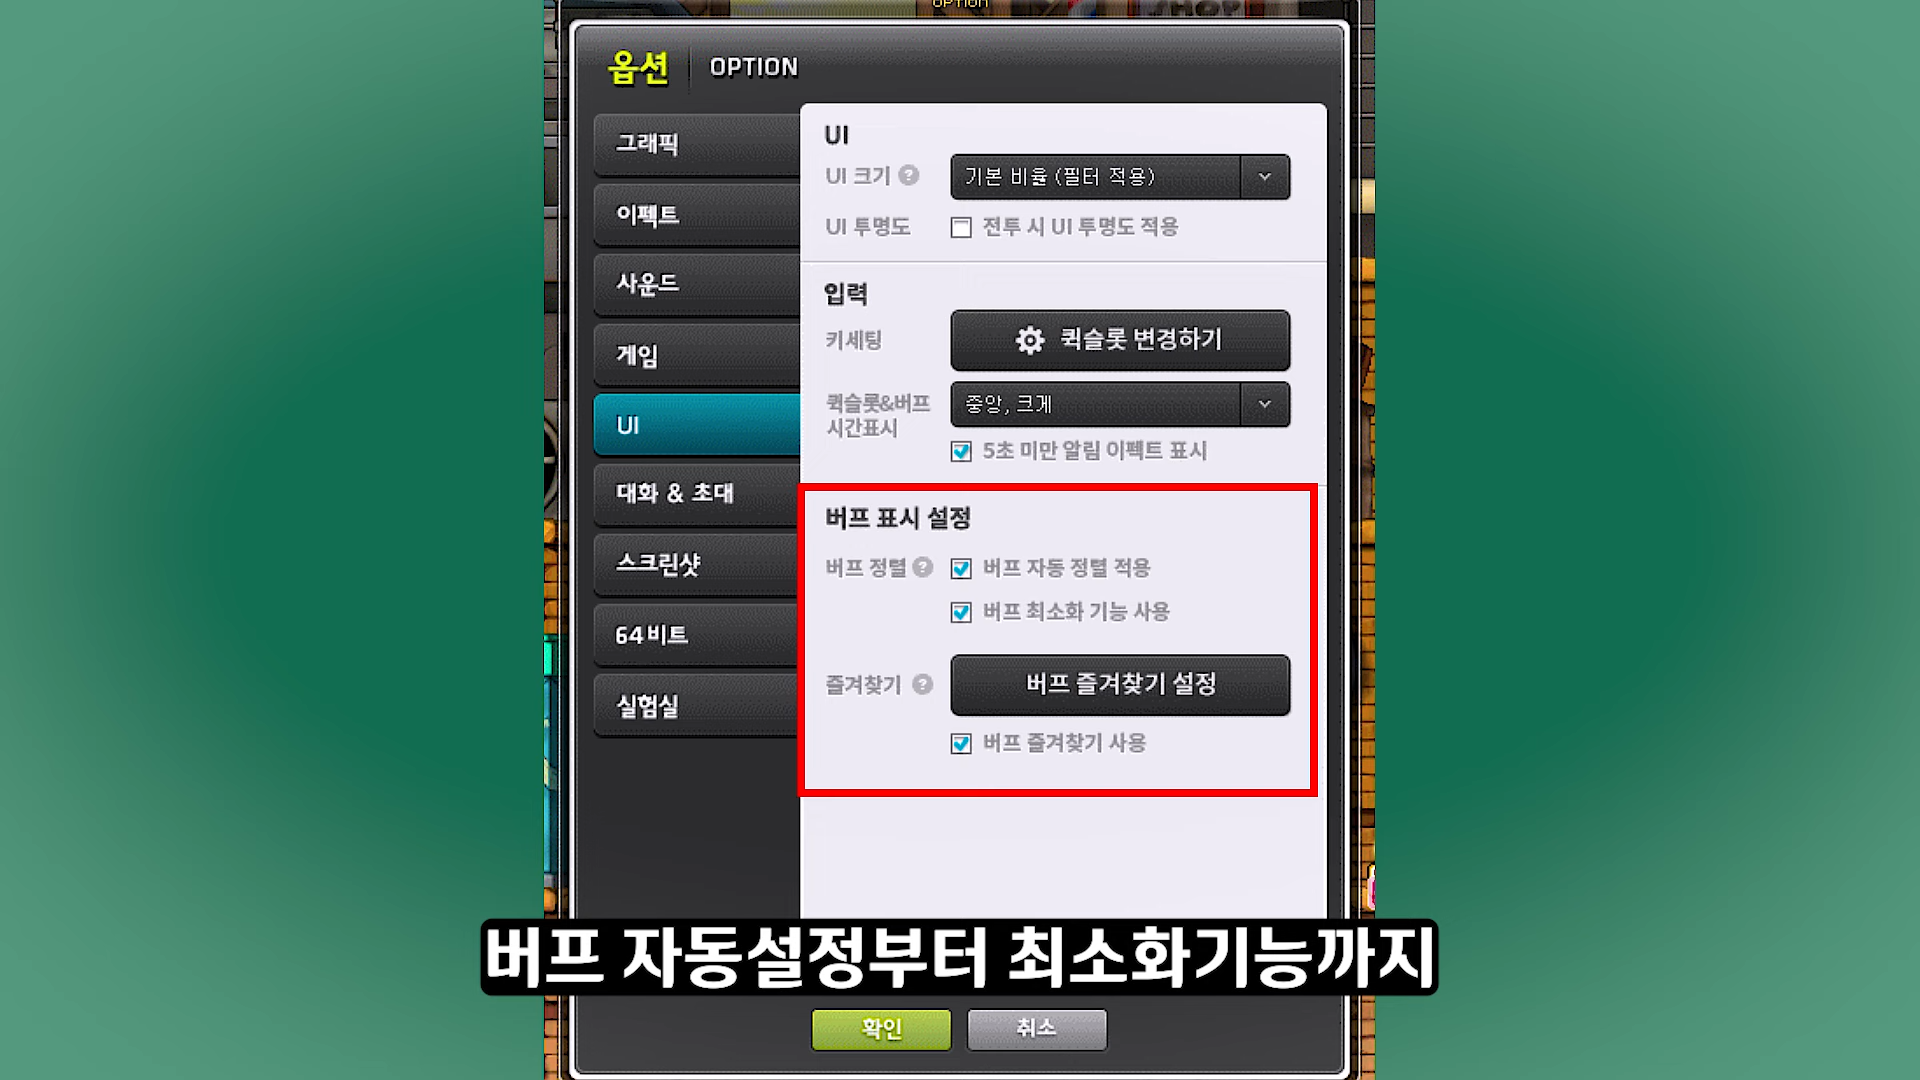 OPTION
SHOP
옵션 OPTION
그래픽
이펙트
사운드
게임
UI
대화 & 초대
스크린샷
64비트
실험실
UI
UI 크기 ? 기본 비율 (필터 적용)
UI 투명도 전투 시 UI 투명도 적용
입력
키세팅 퀵슬롯 변경하기
퀵슬롯&버프
시간표시
중앙, 크게
5초 미만 알림 이펙트 표시
버프 표시 설정
버프 정렬 ? 버프 자동 정렬 적용
버프 최소화 기능 사용
즐겨찾기 ? 버프 즐겨찾기 설정
버프 즐겨찾기 사용
버프 자동설정부터 최소화기능까지
확인 취소